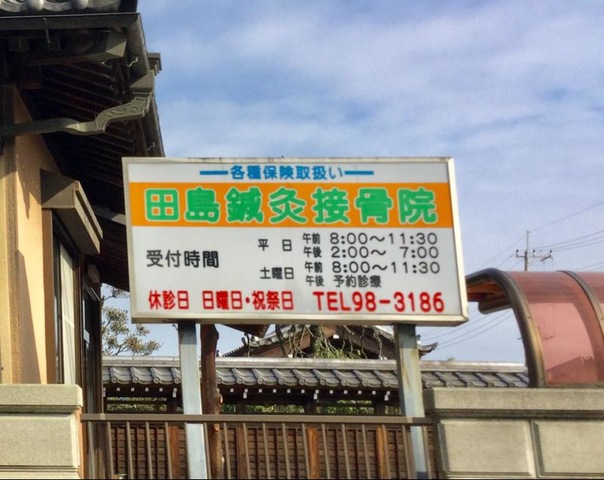 各種保険取扱い
田島鍼灸接骨院
受付時間 平日 午前 8:00〜11:30
午後 2:00〜 7:00
土曜日 午前 8:00〜11:30
午後 予約診療
休診日 日曜日・祝祭日 TEL98-3186